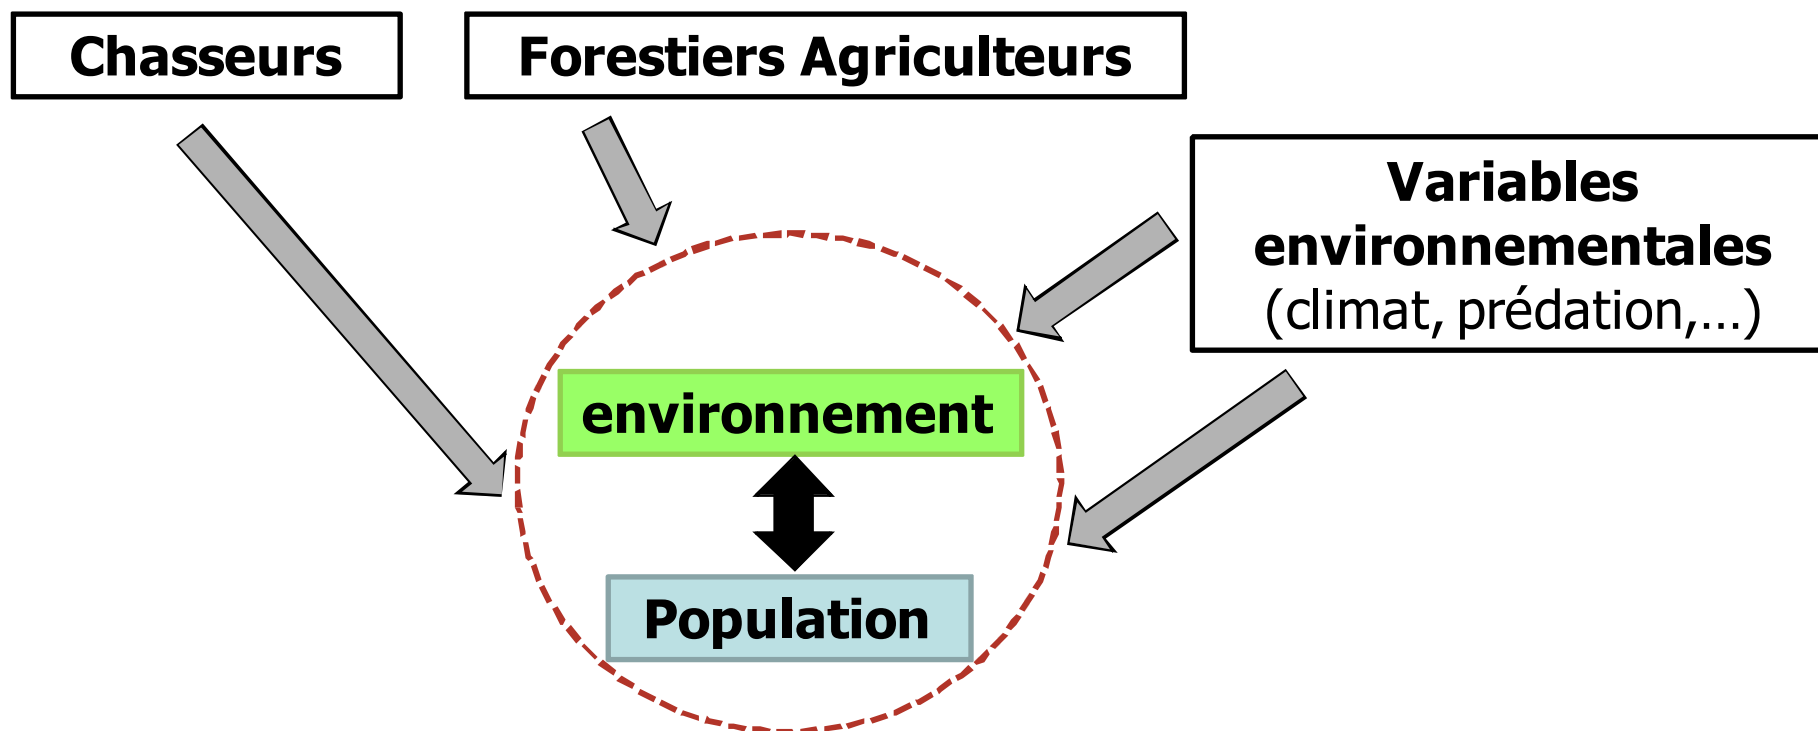 Chasseurs
Forestiers Agriculteurs
Variables
environnementales
(climat, prédation,...)
environnement
Population